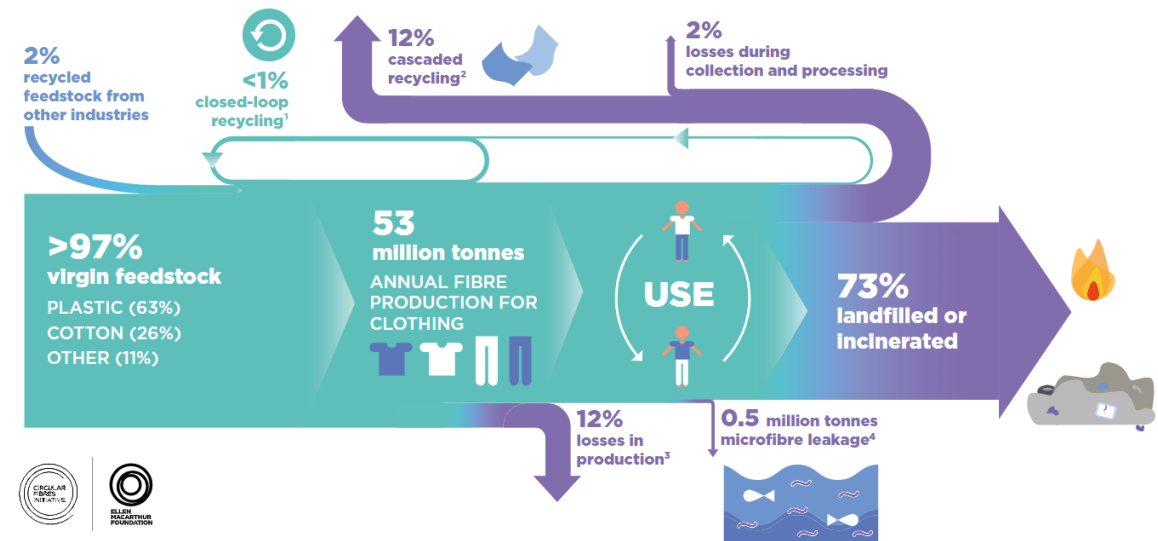 2%
recycled
feedstock from
other industries
<1%
closed-loop
recycling¹
12%
cascaded
recycling²
2%
losses during
collection and processing
>97%
virgin feedstock
PLASTIC (63%)
COTTON (26%)
OTHER (11%)
53
million tonnes
ANNUAL FIBRE
PRODUCTION FOR
CLOTHING
USE
73%
landfilled or
incinerated
12%
losses in
production³
0.5 million tonnes
microfibre leakage⁴
CIRCULAR
FIBRES
INITIATIVE
ELLEN
MACARTHUR
FOUNDATION